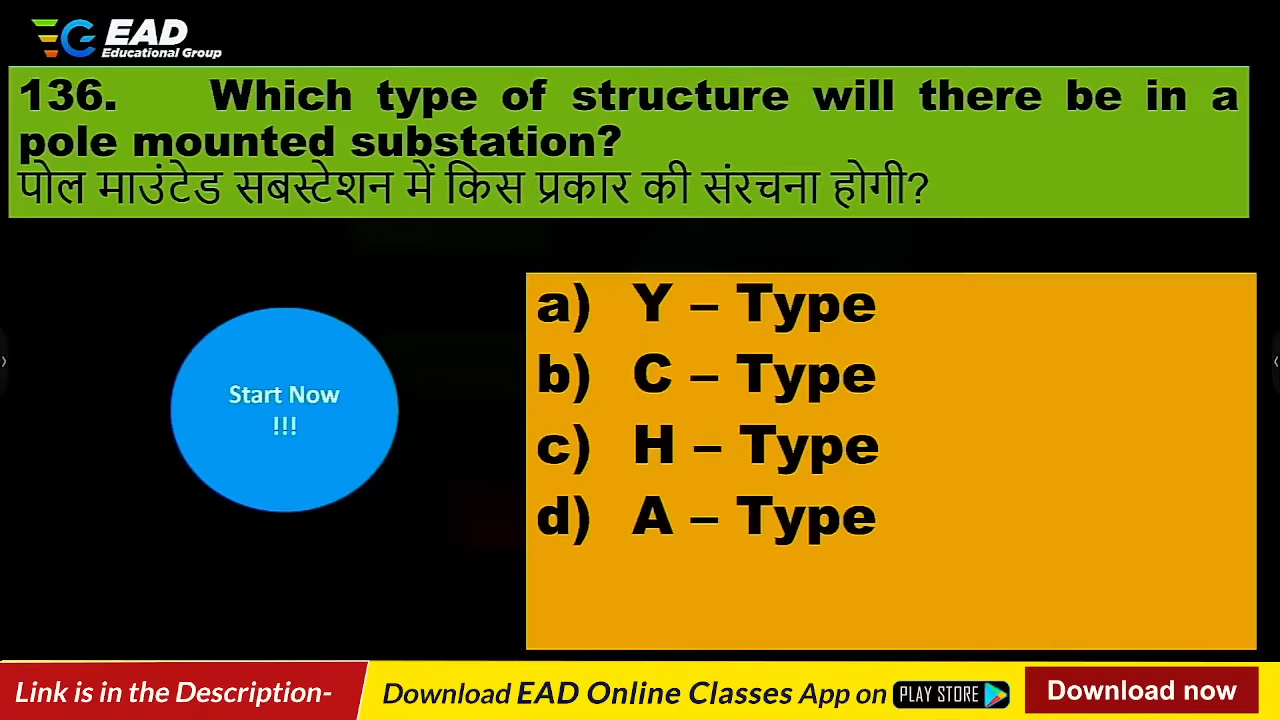 EAD
Educational Group
136. Which type of structure will there be in a
pole mounted substation?
पोल माउंटेड सबस्टेशन में किस प्रकार की संरचना होगी?
a) Y – Type
b) C – Type
c) H – Type
d) A – Type
Start Now
!!!
Link is in the Description-
Download EAD Online Classes App on PLAY STORE
Download now